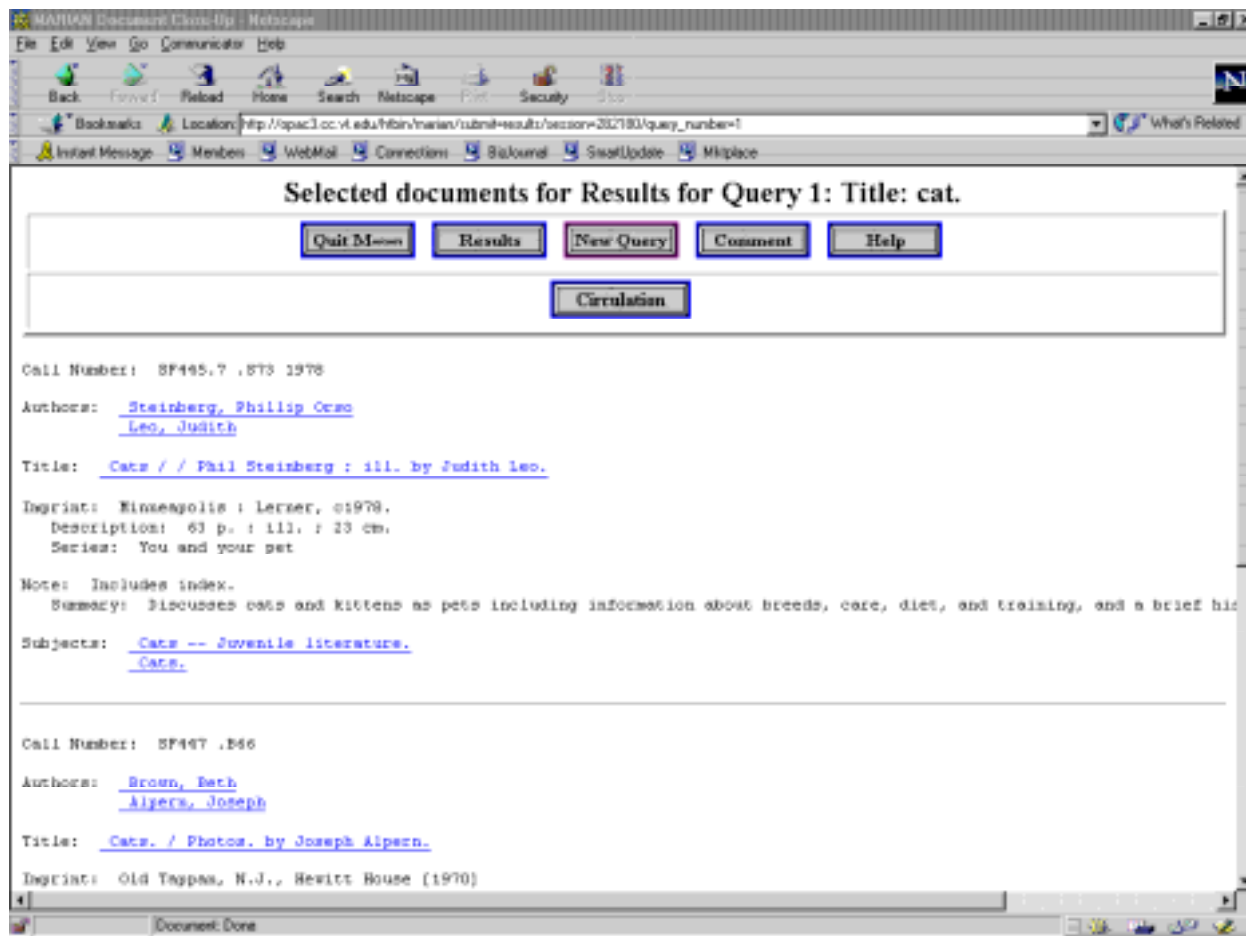 MARIAN Document Close-Up - Netscape
File Edit View Go Communicator Help
Back Forward Reload Home Search Netscape Print Security Stop
Bookmarks Location: http://opac3.cc.vt.edu/htbin/marian/submit=results/session=282180/query_number=1 What's Related
Instant Message Members WebMail Connections BizJournal SmartUpdate Mktplace
Selected documents for Results for Query 1: Title: cat.
Quit Marian Results New Query Comment Help
Circulation
Call Number: SF445.7 .S73 1978
Authors: Steinberg, Phillip Orso
Leo, Judith
Title: Cats / / Phil Steinberg ; ill. by Judith Leo.
Imprint: Minneapolis : Lerner, c1978.
Description: 63 p. : ill. ; 23 cm.
Series: You and your pet
Note: Includes index.
Summary: Discusses cats and kittens as pets including information about breeds, care, diet, and training, and a brief his
Subjects: Cats -- Juvenile literature.
Cats.
Call Number: SF447 .B66
Authors: Brown, Beth
Alpern, Joseph
Title: Cats. / Photos. by Joseph Alpern.
Imprint: Old Tappan, N.J., Hewitt House [1970]
Document: Done